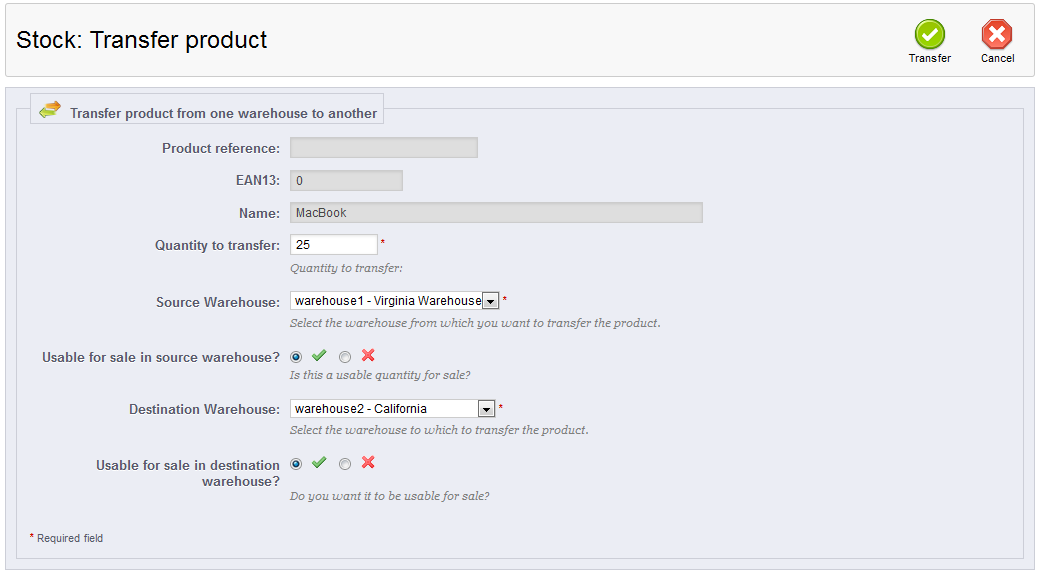 Stock: Transfer product
Transfer
Cancel
Transfer product from one warehouse to another
Product reference:
EAN13: 0
Name: MacBook
Quantity to transfer: 25 *
Quantity to transfer:
Source Warehouse: warehouse1 - Virginia Warehouse *
Select the warehouse from which you want to transfer the product.
Usable for sale in source warehouse?
Is this a usable quantity for sale?
Destination Warehouse: warehouse2 - California *
Select the warehouse to which to transfer the product.
Usable for sale in destination
warehouse?
Do you want it to be usable for sale?
* Required field